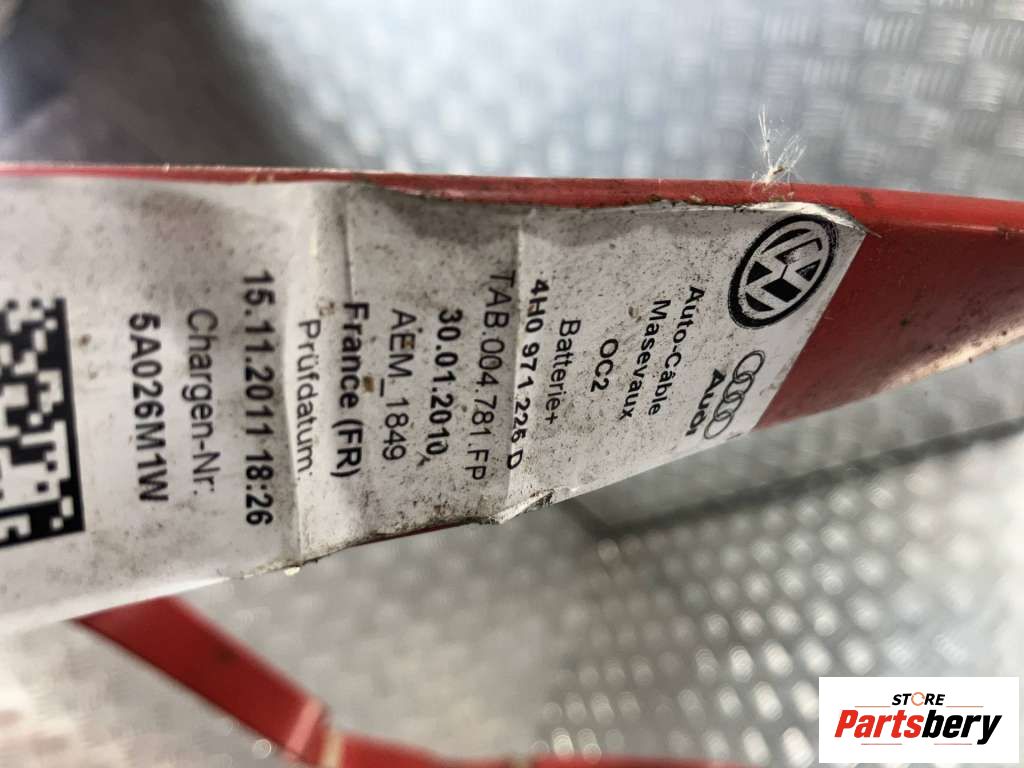 Audi
Auto-Câble
Masevaux
OC2
Batterie+
4H0 971 225 D
TAB.004.781.FP
30.01.2010
AiEM_1849
France (FR)
Prüfdatum:
15.11.2011 18:26
Chargen-Nr:
5A026M1W
STORE
Partsbery